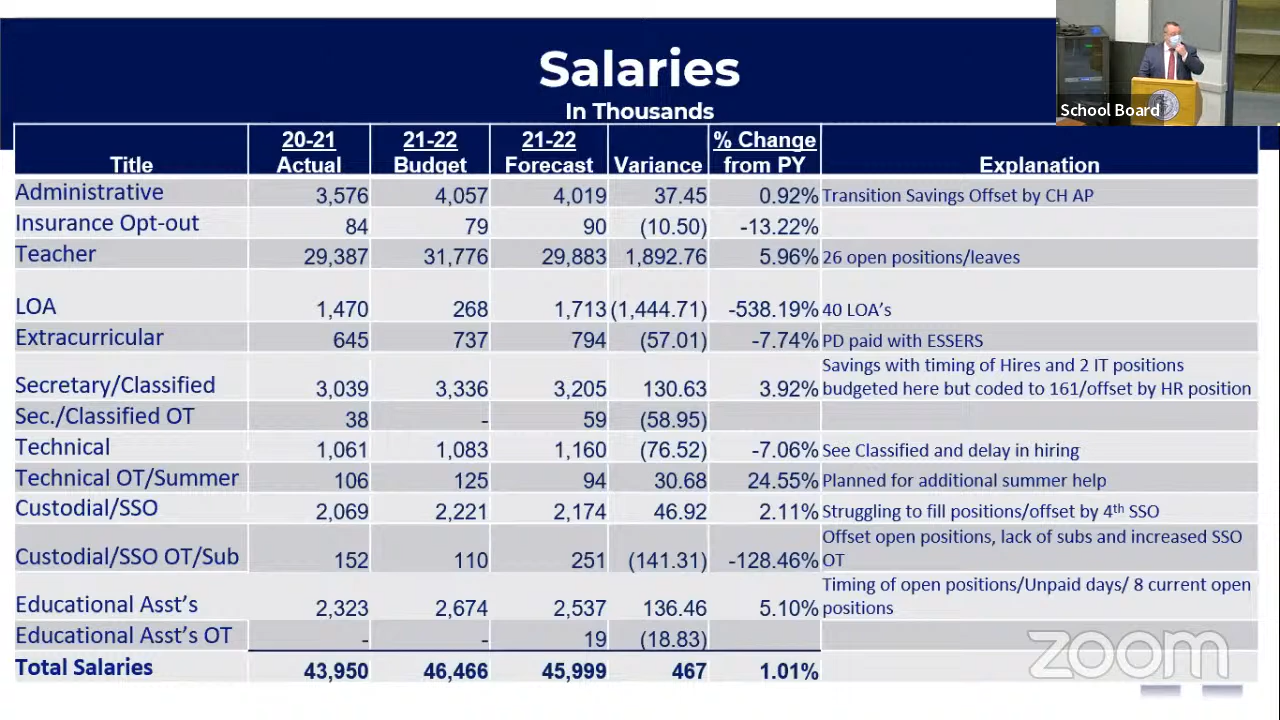 Salaries
In Thousands
School Board
Title 20-21 Actual 21-22 Budget 21-22 Forecast Variance % Change from PY Explanation
Administrative 3,576 4,057 4,019 37.45 0.92% Transition Savings Offset by CH AP
Insurance Opt-out 84 79 90 (10.50) -13.22%
Teacher 29,387 31,776 29,883 1,892.76 5.96% 26 open positions/leaves
LOA 1,470 268 1,713 (1,444.71) -538.19% 40 LOA's
Extracurricular 645 737 794 (57.01) -7.74% PD paid with ESSERS
Secretary/Classified 3,039 3,336 3,205 130.63 3.92% Savings with timing of Hires and 2 IT positions budgeted here but coded to 161/offset by HR position
Sec./Classified OT 38 - 59 (58.95)
Technical 1,061 1,083 1,160 (76.52) -7.06% See Classified and delay in hiring
Technical OT/Summer 106 125 94 30.68 24.55% Planned for additional summer help
Custodial/SSO 2,069 2,221 2,174 46.92 2.11% Struggling to fill positions/offset by 4th SSO
Custodial/SSO OT/Sub 152 110 251 (141.31) -128.46% Offset open positions, lack of subs and increased SSO OT
Educational Asst's 2,323 2,674 2,537 136.46 5.10% Timing of open positions/Unpaid days/ 8 current open positions
Educational Asst's OT - - 19 (18.83)
Total Salaries 43,950 46,466 45,999 467 1.01%
zoom